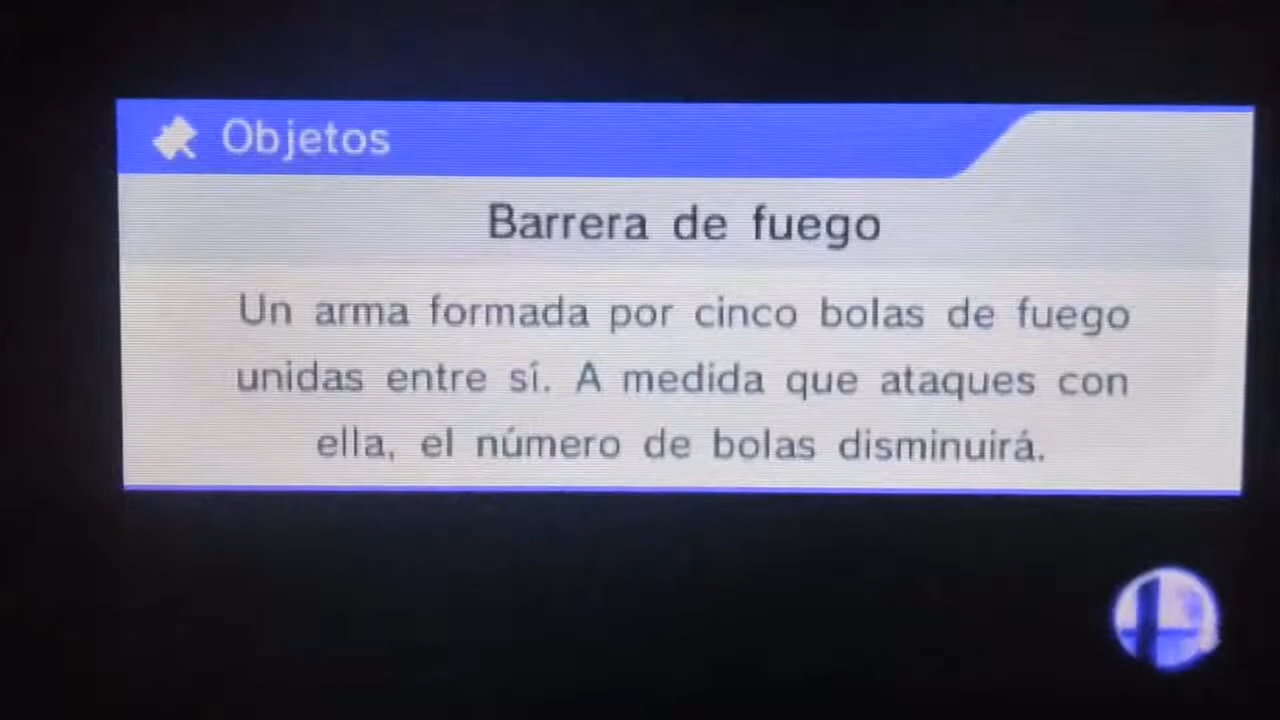 Objetos
Barrera de fuego
Un arma formada por cinco bolas de fuego
unidas entre sí. A medida que ataques con
ella, el número de bolas disminuirá.